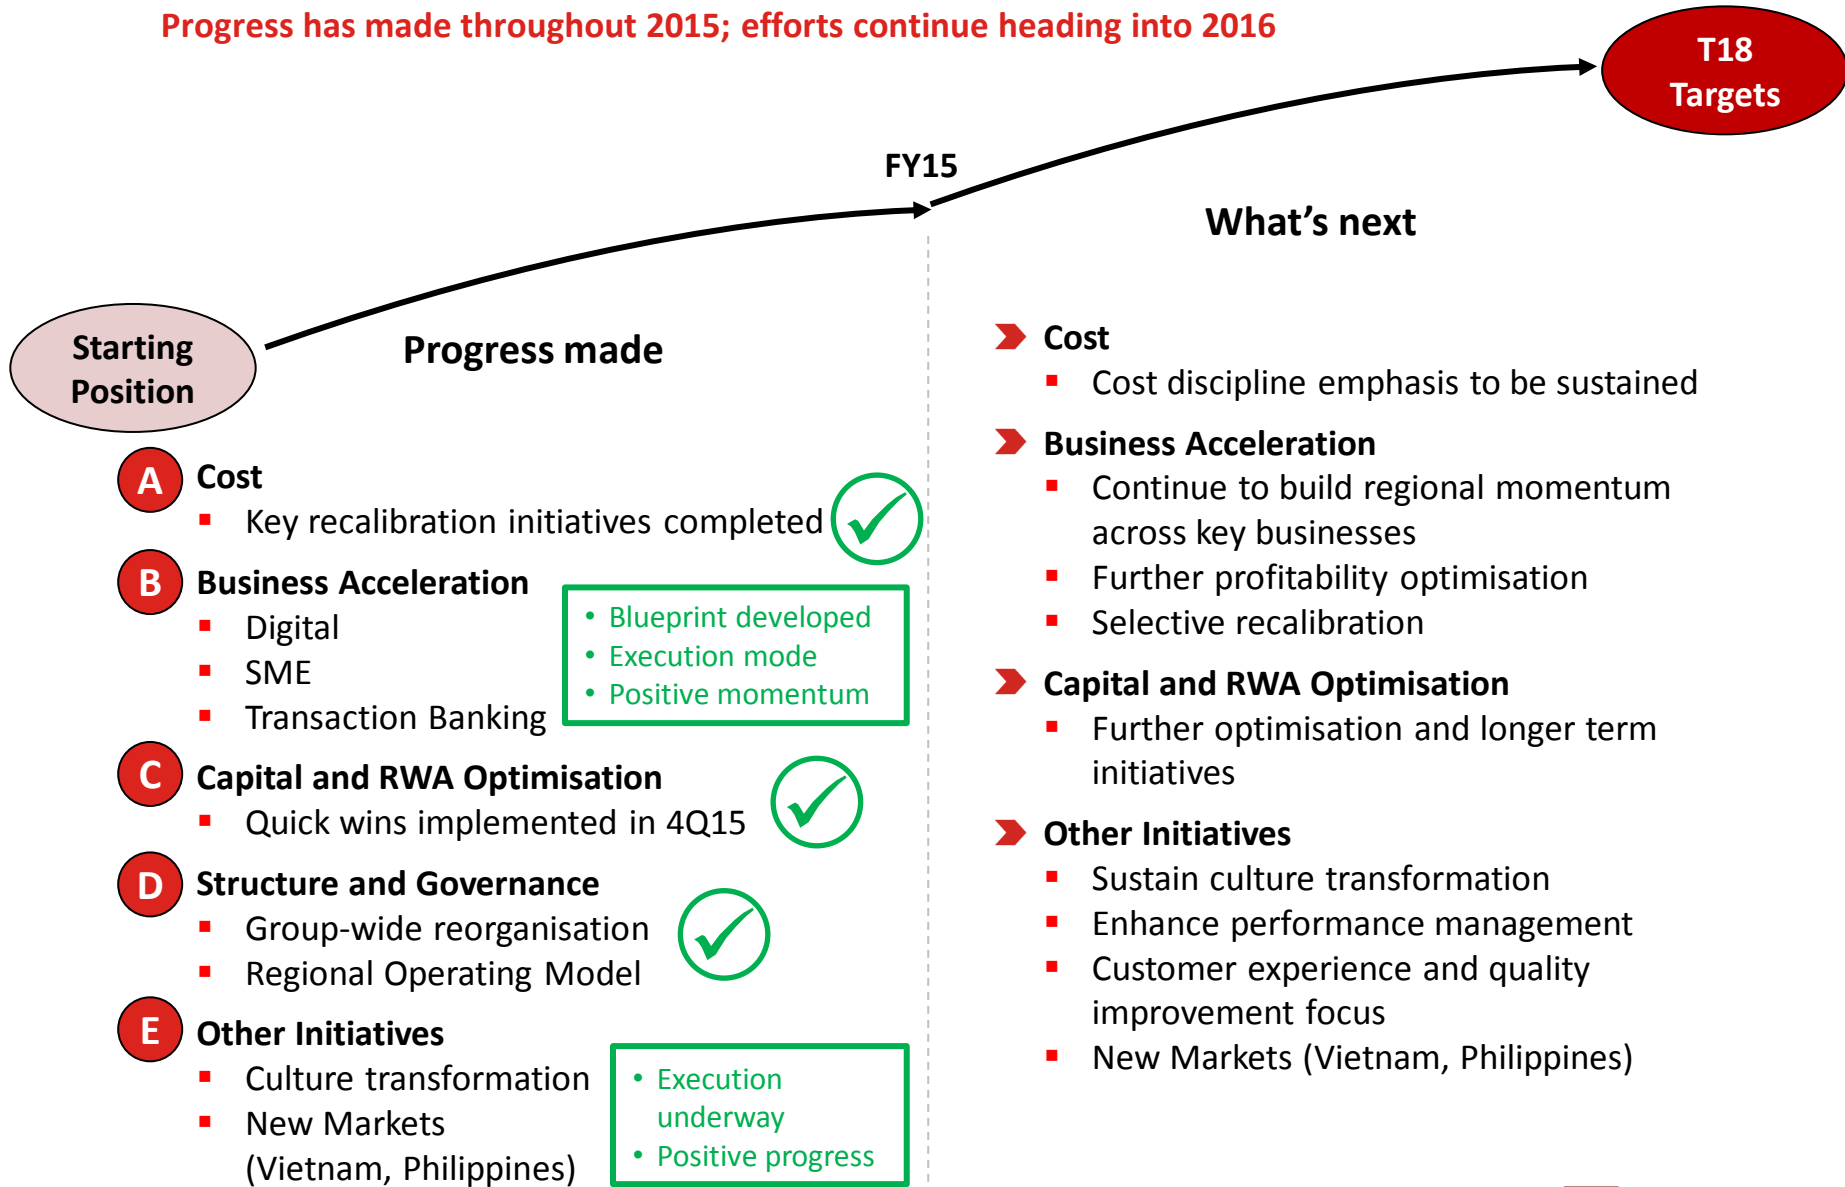 Progress has made throughout 2015; efforts continue heading into 2016
T18
Targets
FY15
What's next
Starting
Position
Progress made
A
Cost
Key recalibration initiatives completed
B
Business Acceleration
Digital
SME
Transaction Banking
• Blueprint developed
• Execution mode
• Positive momentum
C
Capital and RWA Optimisation
Quick wins implemented in 4Q15
D
Structure and Governance
Group-wide reorganisation
Regional Operating Model
E
Other Initiatives
Culture transformation
New Markets
(Vietnam, Philippines)
• Execution
underway
• Positive progress
Cost
Cost discipline emphasis to be sustained
Business Acceleration
Continue to build regional momentum
across key businesses
Further profitability optimisation
Selective recalibration
Capital and RWA Optimisation
Further optimisation and longer term
initiatives
Other Initiatives
Sustain culture transformation
Enhance performance management
Customer experience and quality
improvement focus
New Markets (Vietnam, Philippines)